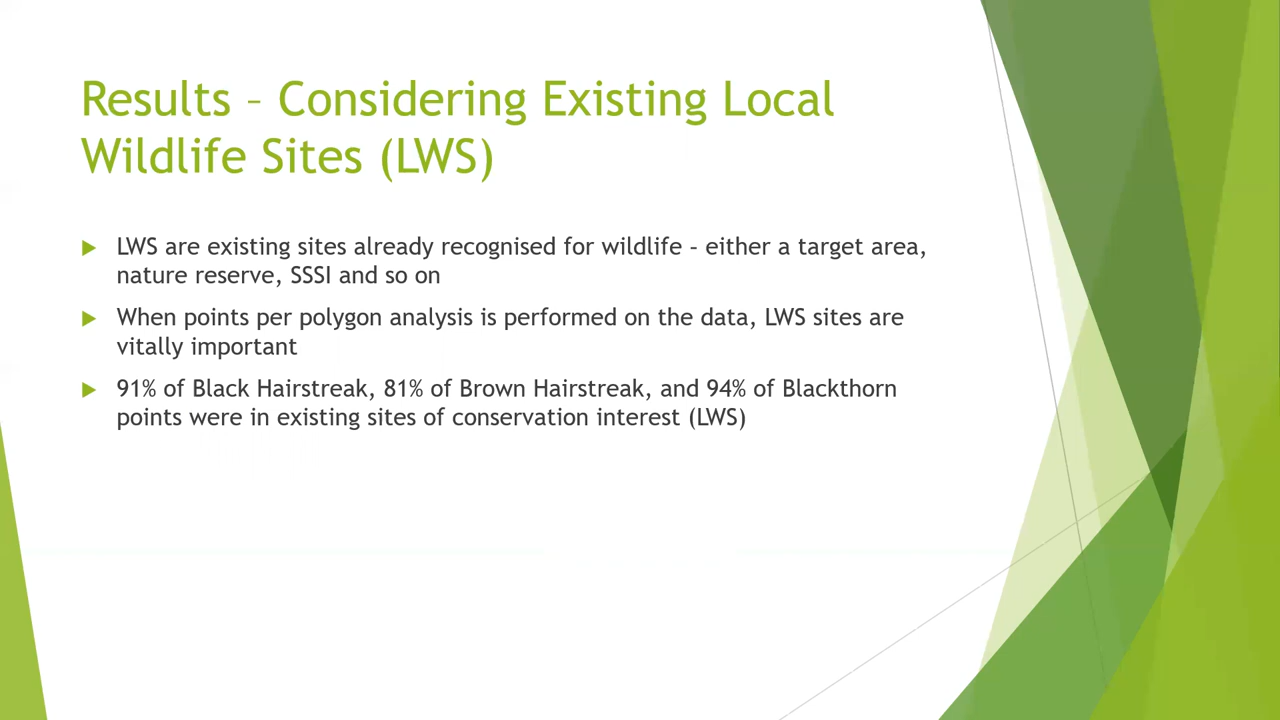 Results – Considering Existing Local
Wildlife Sites (LWS)
LWS are existing sites already recognised for wildlife – either a target area,
nature reserve, SSSI and so on
When points per polygon analysis is performed on the data, LWS sites are
vitally important
91% of Black Hairstreak, 81% of Brown Hairstreak, and 94% of Blackthorn
points were in existing sites of conservation interest (LWS)